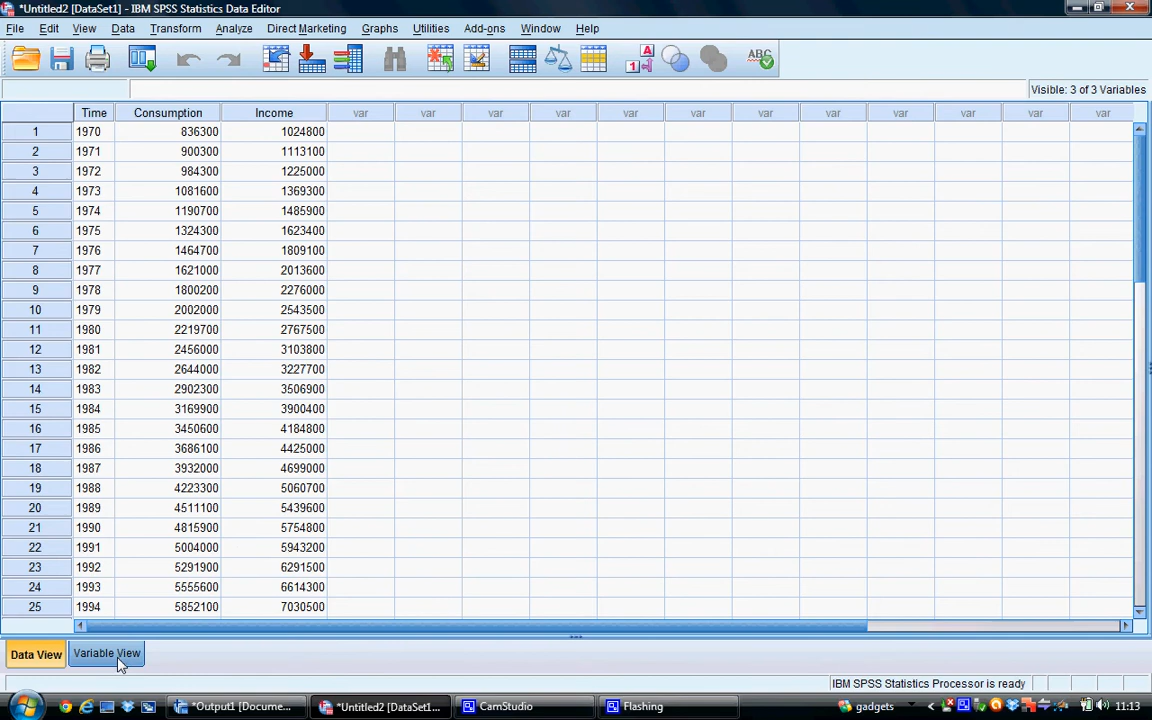 *Untitled2 [DataSet1] - IBM SPSS Statistics Data Editor
File Edit View Data Transform Analyze Direct Marketing Graphs Utilities Add-ons Window Help
Visible: 3 of 3 Variables
Time Consumption Income var var var var var var var var var var var var
1 1970 836300 1024800
2 1971 900300 1113100
3 1972 984300 1225000
4 1973 1081600 1369300
5 1974 1190700 1485900
6 1975 1324300 1623400
7 1976 1464700 1809100
8 1977 1621000 2013600
9 1978 1800200 2276000
10 1979 2002000 2543500
11 1980 2219700 2767500
12 1981 2456000 3103800
13 1982 2644000 3227700
14 1983 2902300 3506900
15 1984 3169900 3900400
16 1985 3450600 4184800
17 1986 3686100 4425000
18 1987 3932000 4699000
19 1988 4223300 5060700
20 1989 4511100 5439600
21 1990 4815900 5754800
22 1991 5004000 5943200
23 1992 5291900 6291500
24 1993 5555600 6614300
25 1994 5852100 7030500
Data View Variable View
IBM SPSS Statistics Processor is ready
*Output1 [Docume... *Untitled2 [DataSet1... CamStudio Flashing gadgets 11:13